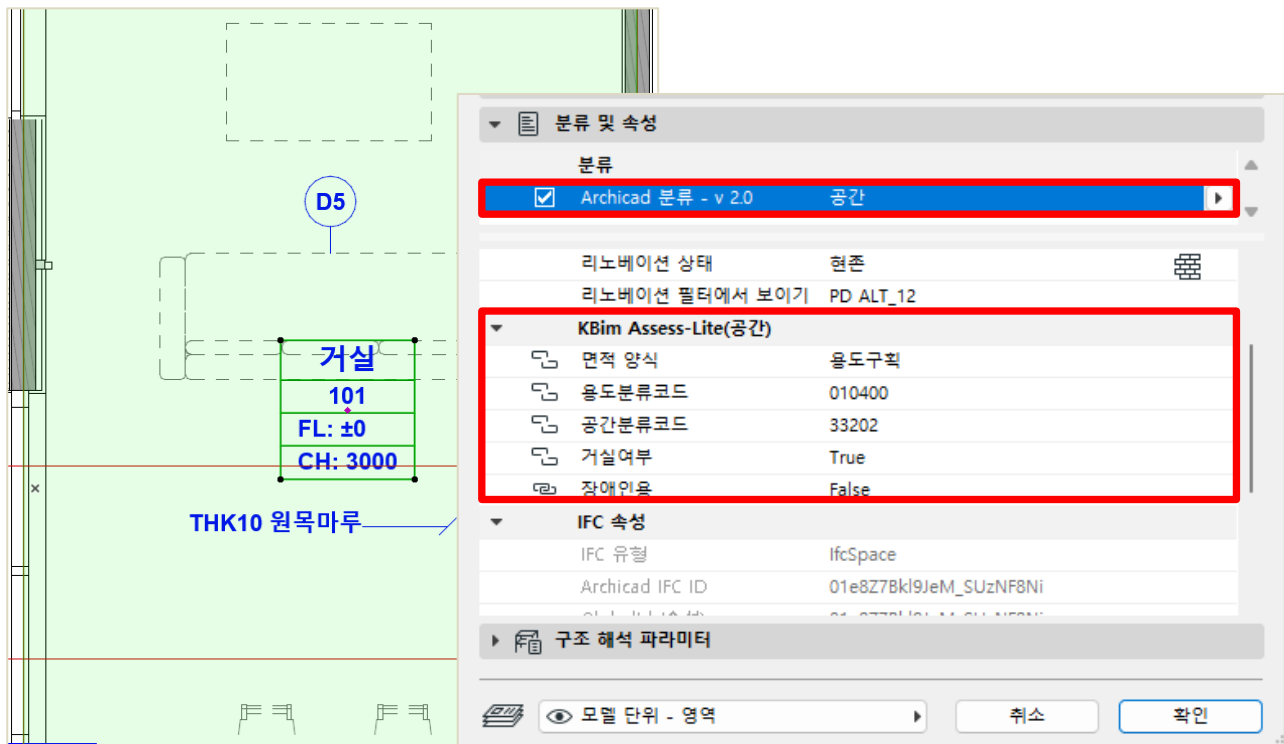 D5
거실
101
FL: ±0
CH: 3000
THK10 원목마루
분류 및 속성
분류
Archicad 분류 - v 2.0 공간
리노베이션 상태 현존
리노베이션 필터에서 보이기 PD ALT_12
KBim Assess-Lite(공간)
면적 양식 용도구획
용도분류코드 010400
공간분류코드 33202
거실여부 True
장애인용 False
IFC 속성
IFC 유형 IfcSpace
Archicad IFC ID 01e8Z7Bkl9JeM_SUzNF8Ni
구조 해석 파라미터
모델 단위 - 영역
취소
확인